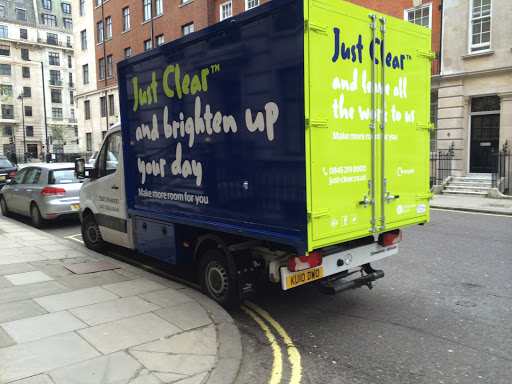 Just Clear™
and brighten up
your day
Make more room for you
Just Clear™
and leave all
the work to us
Make more room for you
0845 219 8000
just-clear.co.uk
KU10 DWO